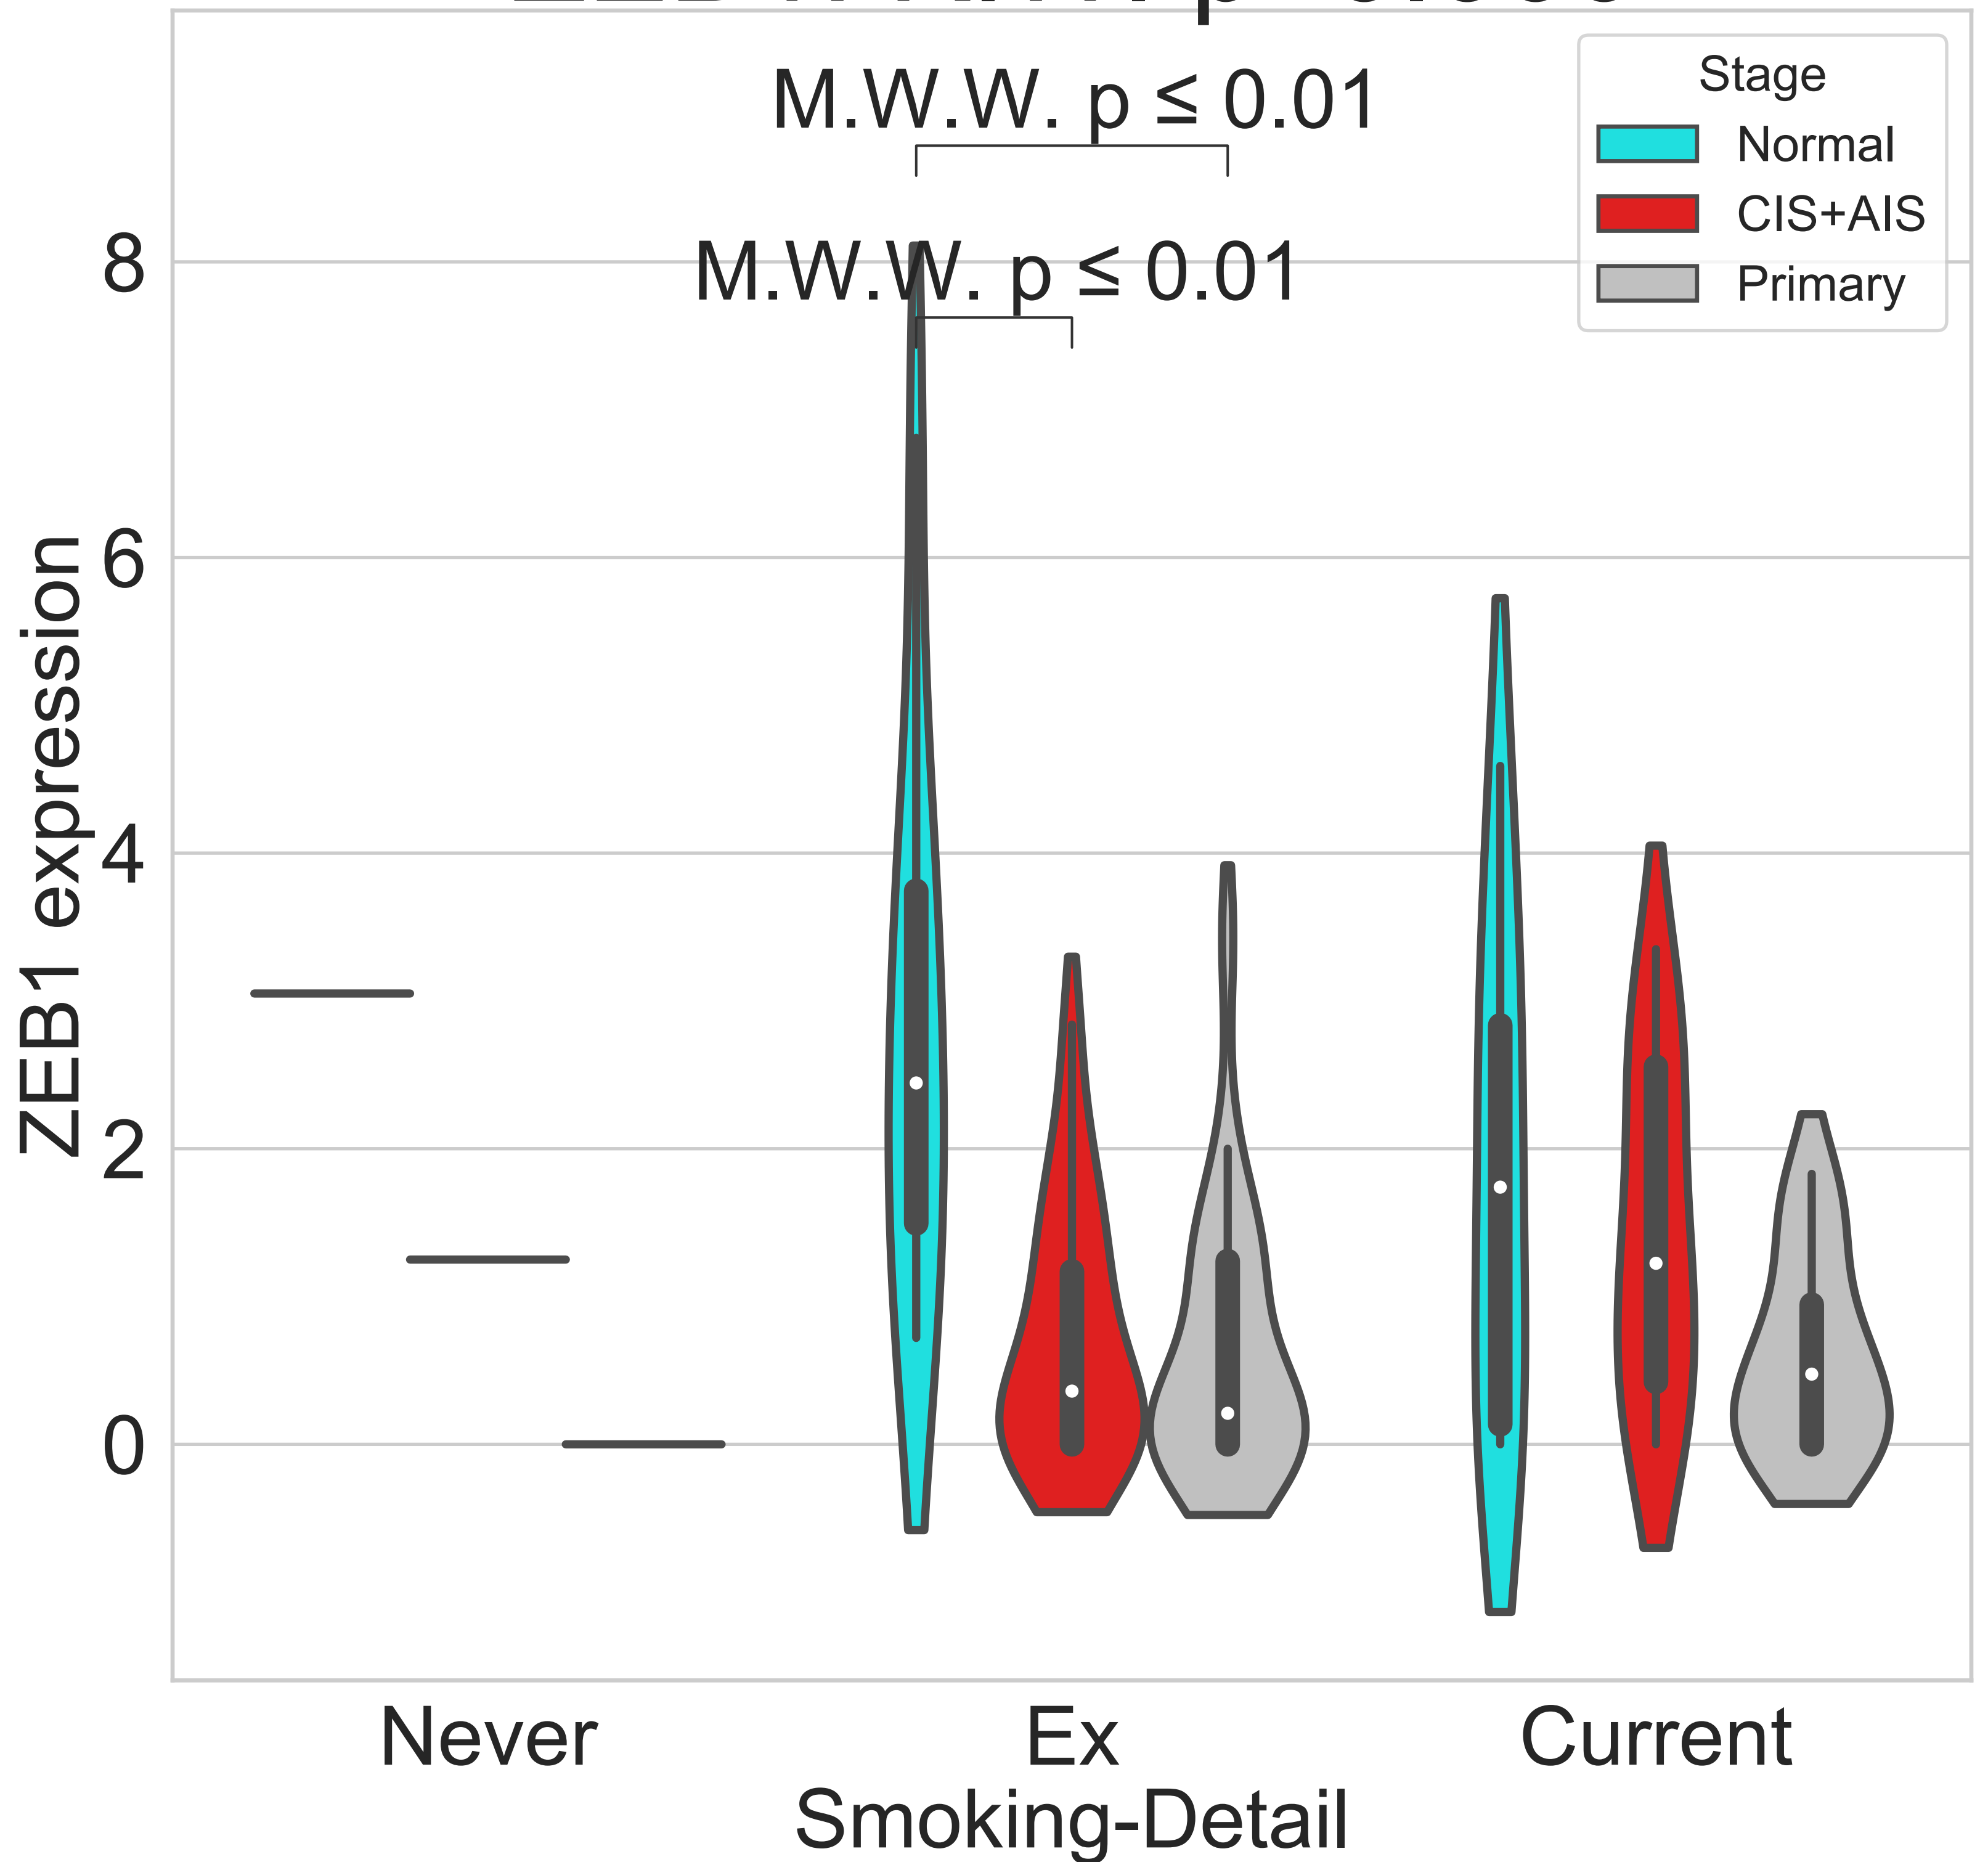 M.W.W. p ≤ 0.01
M.W.W. p ≤ 0.01
Stage
Normal
CIS+AIS
Primary
ZEB1 expression
8
6
4
2
0
Never
Ex
Current
Smoking-Detail